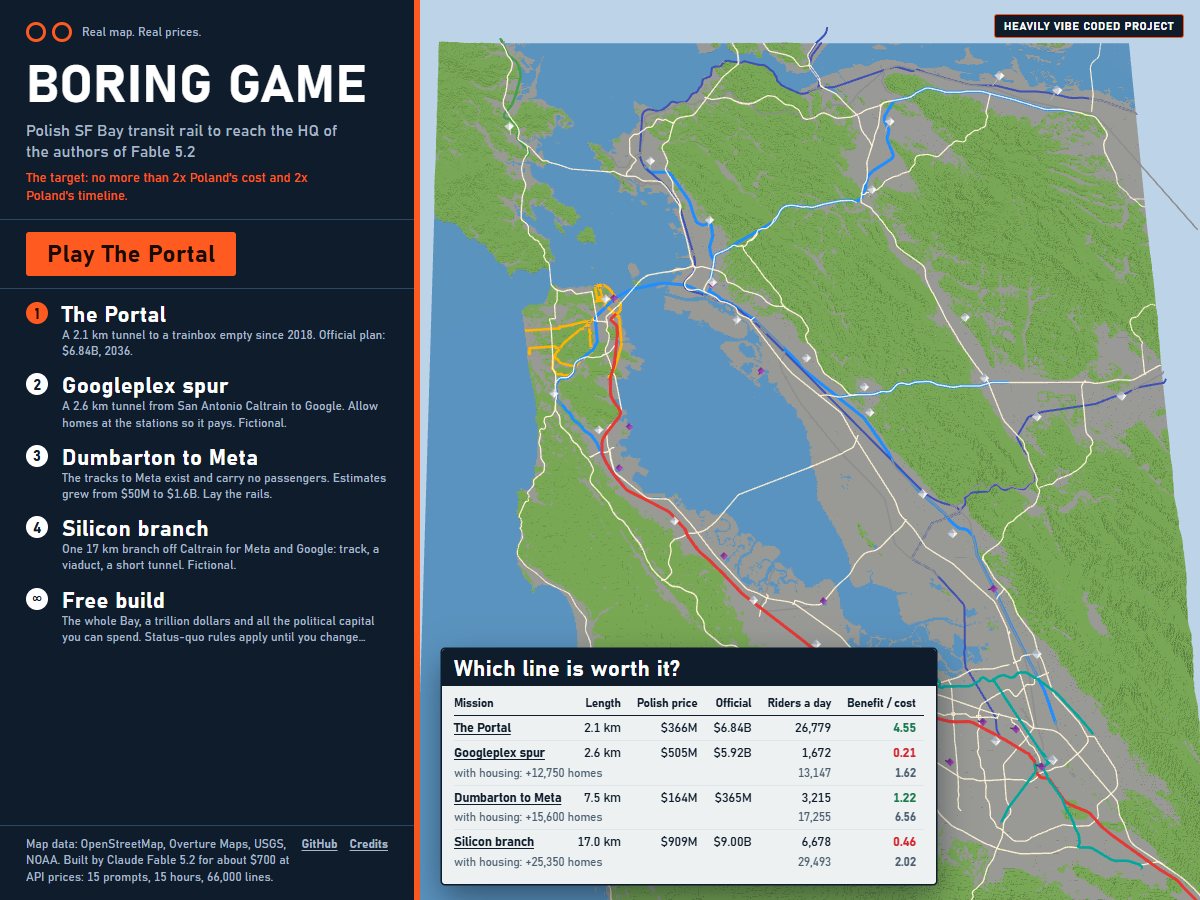 Real map. Real prices.
BORING GAME
Polish SF Bay transit rail to reach the HQ of
the authors of Fable 5.2
The target: no more than 2x Poland's cost and 2x
Poland's timeline.
Play The Portal
1 The Portal
A 2.1 km tunnel to a trainbox empty since 2018. Official plan:
$6.84B, 2036.
2 Googleplex spur
A 2.6 km tunnel from San Antonio Caltrain to Google. Allow
homes at the stations so it pays. Fictional.
3 Dumbarton to Meta
The tracks to Meta exist and carry no passengers. Estimates
grew from $50M to $1.6B. Lay the rails.
4 Silicon branch
One 17 km branch off Caltrain for Meta and Google: track, a
viaduct, a short tunnel. Fictional.
∞ Free build
The whole Bay, a trillion dollars and all the political capital
you can spend. Status-quo rules apply until you change…
Map data: OpenStreetMap, Overture Maps, USGS,
NOAA. Built by Claude Fable 5.2 for about $700 at
API prices: 15 prompts, 15 hours, 66,000 lines.
GitHub Credits
HEAVILY VIBE CODED PROJECT
Which line is worth it?
Mission Length Polish price Official Riders a day Benefit / cost
The Portal 2.1 km $366M $6.84B 26,779 4.55
Googleplex spur 2.6 km $505M $5.92B 1,672 0.21
with housing: +12,750 homes 13,147 1.62
Dumbarton to Meta 7.5 km $164M $365M 3,215 1.22
with housing: +15,600 homes 17,255 6.56
Silicon branch 17.0 km $909M $9.00B 6,678 0.46
with housing: +25,350 homes 29,493 2.02